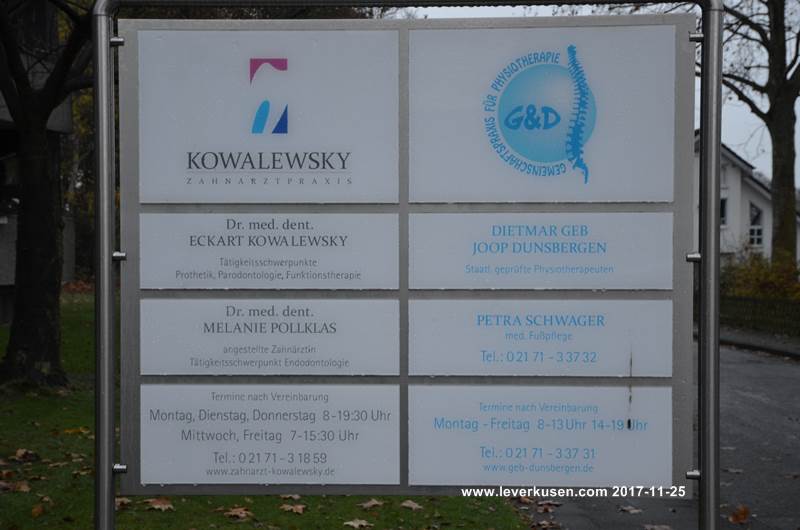 KOWALEWSKY
ZAHNARZTPRAXIS
Dr. med. dent.
ECKART KOWALEWSKY
Tätigkeitsschwerpunkte
Prothetik, Parodontologie, Funktionstherapie
Dr. med. dent.
MELANIE POLLKLAS
angestellte Zahnärztin
Tätigkeitsschwerpunkt Endodontologie
Termine nach Vereinbarung
Montag, Dienstag, Donnerstag 8-19:30 Uhr
Mittwoch, Freitag 7-15:30 Uhr
Tel.: 0 21 71 - 3 18 59
www.zahnarzt-kowalewsky.de
GEMEINSCHAFTSPRAXIS FÜR PHYSIOTHERAPIE
G&D
DIETMAR GEB
JOOP DUNSBERGEN
Staatl. geprüfte Physiotherapeuten
PETRA SCHWAGER
med. Fußpflege
Tel.: 0 21 71 - 3 37 32
Termine nach Vereinbarung
Montag - Freitag 8-13 Uhr 14-19 Uhr
Tel.: 0 21 71 - 3 37 31
www.geb-dunsbergen.de
www.leverkusen.com 2017-11-25